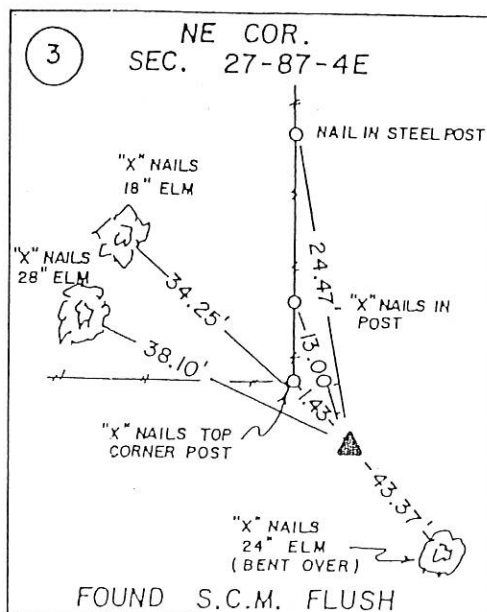 3
NE COR.
SEC. 27-87-4E
NAIL IN STEEL POST
"X" NAILS
18" ELM
"X" NAILS
28" ELM
24.47
34.25'
"X" NAILS IN
POST
13.00
38.10'
1.43
"X" NAILS TOP
CORNER POST
43.37'
"X" NAILS
24" ELM
(BENT OVER)
FOUND S.C.M. FLUSH